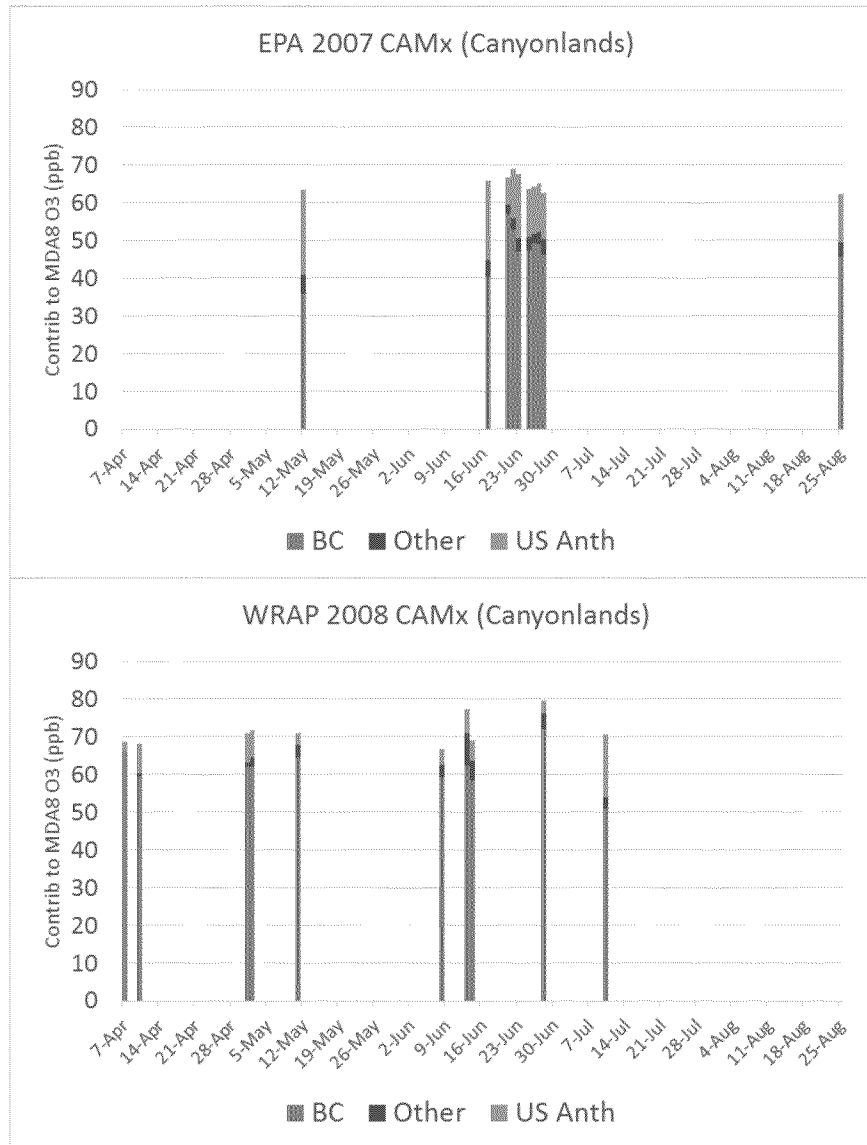 EPA 2007 CAMx (Canyonlands)
Contrib to MDA8 O3 (ppb)
90
80
70
60
50
40
30
20
10
0
7-Apr
14-Apr
21-Apr
28-Apr
5-May
12-May
19-May
26-May
2-Jun
9-Jun
16-Jun
23-Jun
30-Jun
7-Jul
14-Jul
21-Jul
28-Jul
4-Aug
11-Aug
18-Aug
25-Aug
BC Other US Anth
WRAP 2008 CAMx (Canyonlands)
Contrib to MDA8 O3 (ppb)
90
80
70
60
50
40
30
20
10
0
7-Apr
14-Apr
21-Apr
28-Apr
5-May
12-May
19-May
26-May
2-Jun
9-Jun
16-Jun
23-Jun
30-Jun
7-Jul
14-Jul
21-Jul
28-Jul
4-Aug
11-Aug
18-Aug
25-Aug
BC Other US Anth